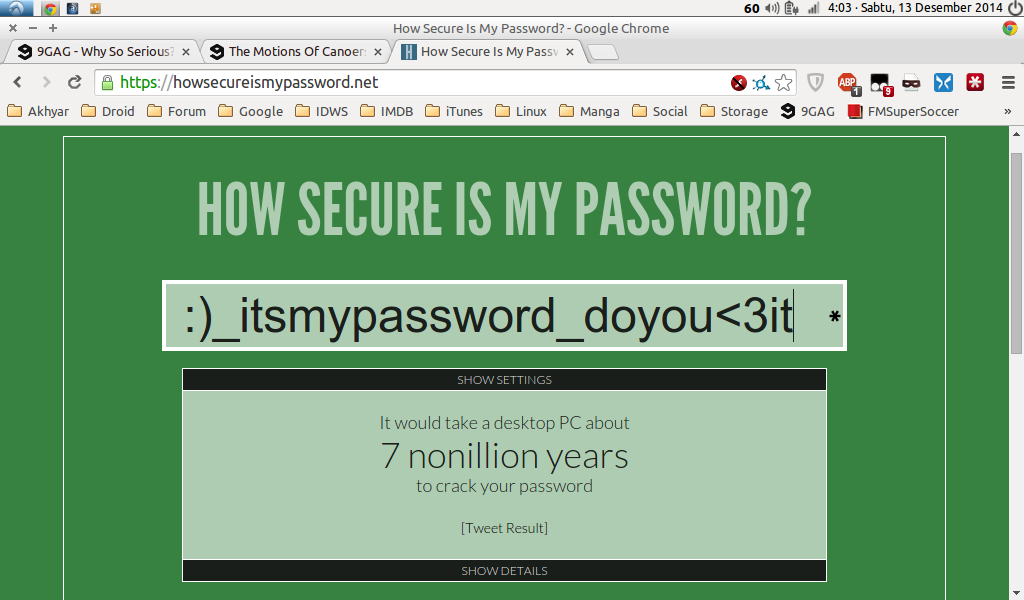 60 4:03 · Sabtu, 13 Desember 2014
How Secure Is My Password? - Google Chrome
9GAG - Why So Serious? The Motions Of Canoer How Secure Is My Passw
https://howsecureismypassword.net
ABP 1 9
Akhyar Droid Forum Google IDWS IMDB iTunes Linux Manga Social Storage 9GAG FMSuperSoccer »
HOW SECURE IS MY PASSWORD?
:)_itsmypassword_doyou<3it *
SHOW SETTINGS
It would take a desktop PC about
7 nonillion years
to crack your password
[Tweet Result]
SHOW DETAILS